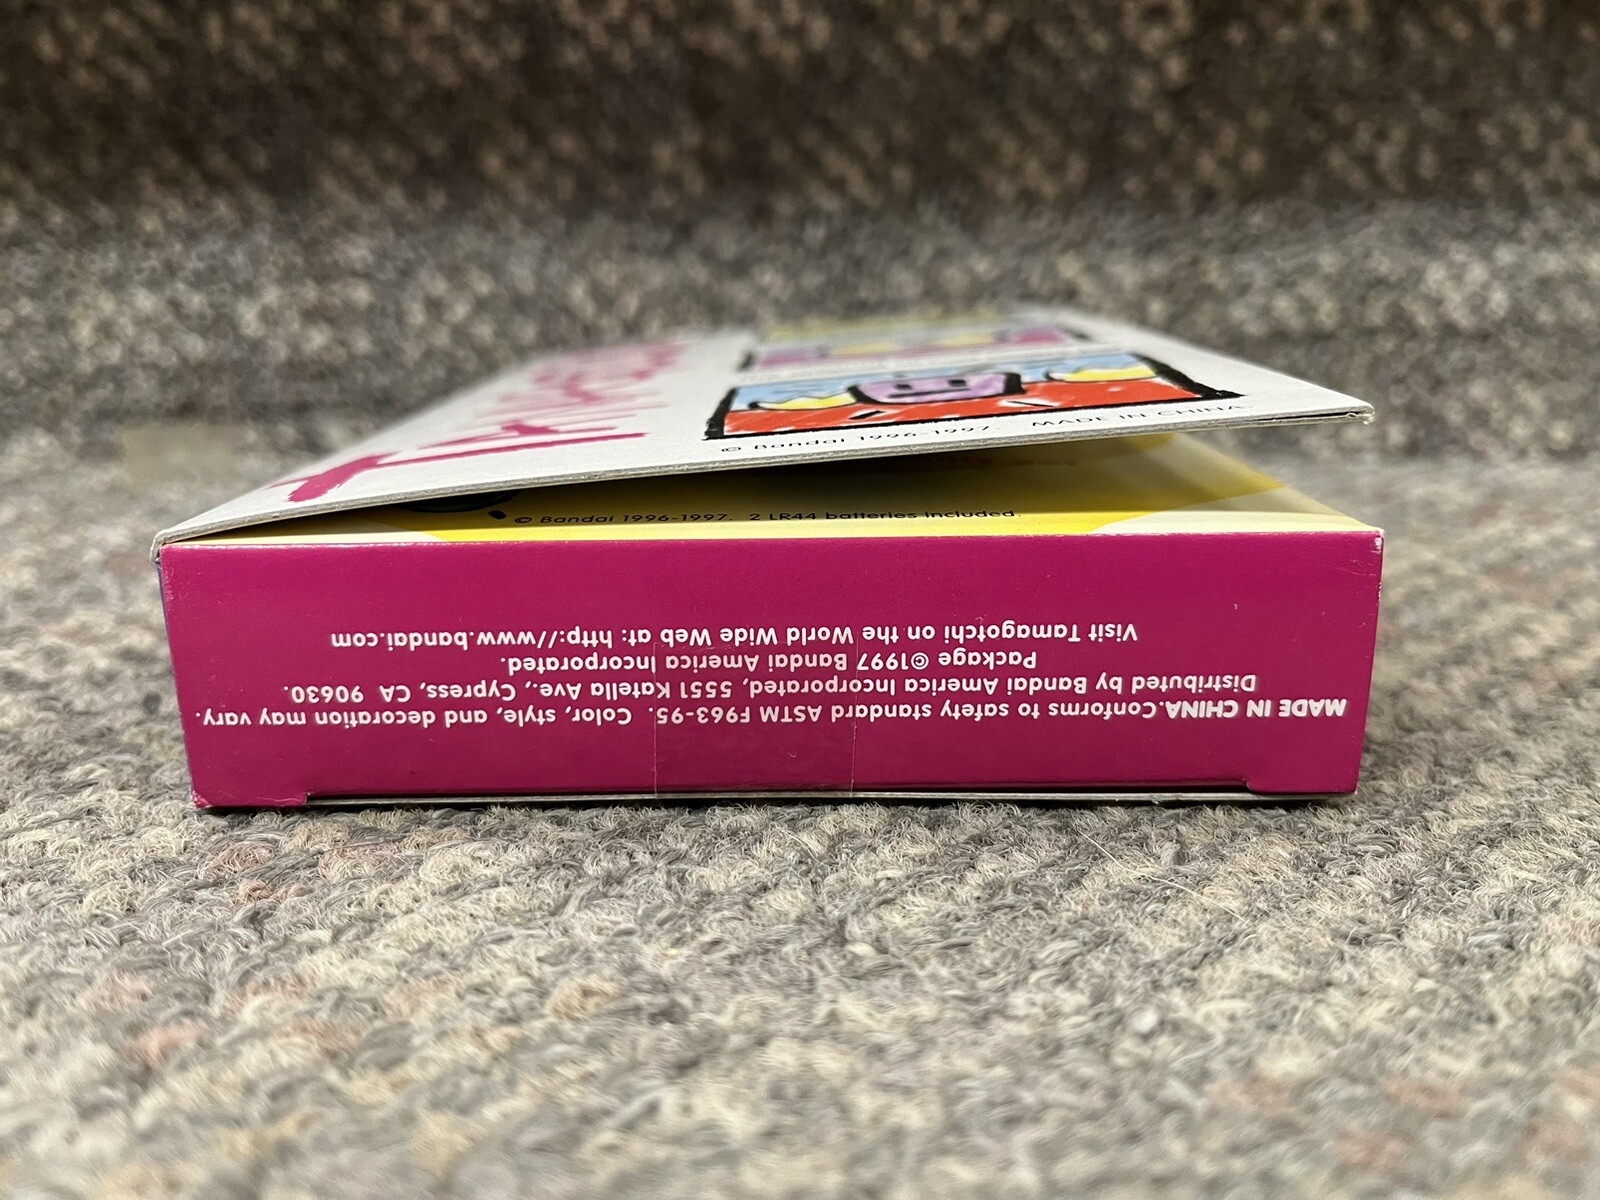 © Bandai 1996-1997. MADE IN CHINA.
© Bandai 1996-1997. 2 LR44 batteries included.
MADE IN CHINA.Conforms to safety standard ASTM F963-95. Color, style, and decoration may vary.
Distributed by Bandai America Incorporated, 5551 Katella Ave., Cypress, CA 90630.
Package ©1997 Bandai America Incorporated.
Visit Tamagotchi on the World Wide Web at: http://www.bandai.com